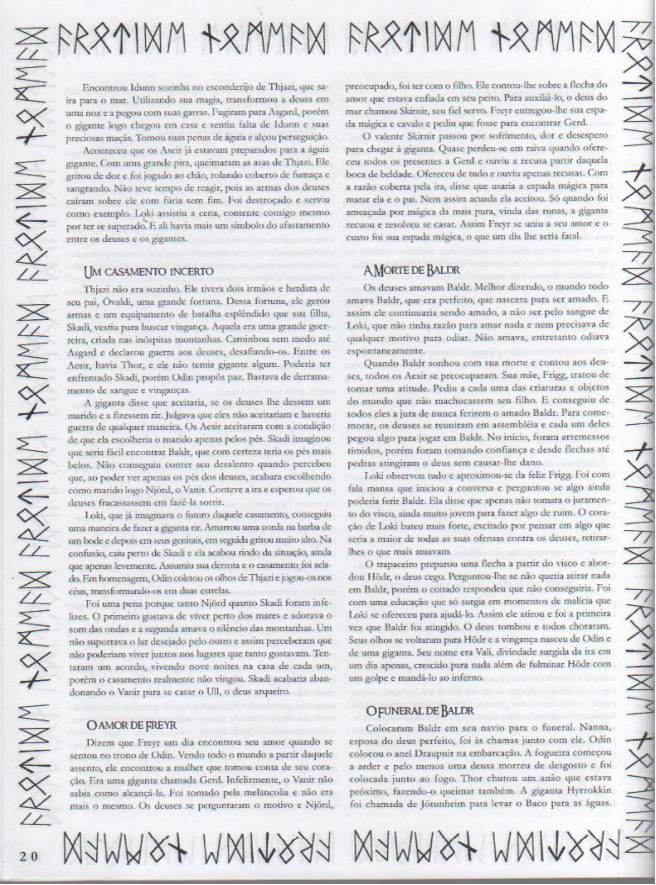 ᚨᚱᛟᛏᛁᛞᛖ ᚾᛟᛗᛖᚨᛞ ᚨᚱᛟᛏᛁᛞᛖ ᚾᛟᛗᛖᚨᛞ
Encontrou Idunn sozinha no esconderijo de Thjazi, que sa-
ira para o mar. Utilizando sua magia, transformou a deusa em
uma noz e a pegou com suas garras. Fugiram para Asgard, porém
o gigante logo chegou em casa e sentiu falta de Idunn e suas
preciosas maçãs. Tomou suas penas de águia e alçou perseguição.
Aconteceu que os Aseir já estavam preparados para a águia
gigante. Com uma grande pira, queimaram as asas de Thjazi. Ele
gritou de dor e foi jogado ao chão, rolando coberto de fumaça e
sangrando. Não teve tempo de reagir, pois as armas dos deuses
caíram sobre ele com fúria sem fim. Foi destroçado e serviu
como exemplo. Loki assistiu a cena, contente consigo mesmo
por ter se superado. E ali havia mais um símbolo do afastamento
entre os deuses e os gigantes.
UM CASAMENTO INCERTO
Thjazi não era sozinho. Ele tivera dois irmãos e herdara de
seu pai, Övaldi, uma grande fortuna. Dessa fortuna, ele gerou
armas e um equipamento de batalha esplêndido que sua filha,
Skadi, vestiu para buscar vingança. Aquela era uma grande guer-
reira, criada nas inóspitas montanhas. Caminhou sem medo até
Asgard e declarou guerra aos deuses, desafiando-os. Entre os
Aesir, havia Thor, e ele não temia gigante algum. Poderia ter
enfrentado Skadi, porém Odin propôs paz. Bastava de derrama-
mento de sangue e vinganças.
A giganta disse que aceitaria, se os deuses lhe dessem um
marido e a fizessem rir. Julgava que eles não aceitariam e haveria
guerra de qualquer maneira. Os Aesir aceitaram com a condição
de que ela escolheria o marido apenas pelos pés. Skadi imaginou
que seria fácil encontrar Baldr, que com certeza teria os pés mais
belos. Não conseguiu conter seu desalento quando percebeu
que, ao poder ver apenas os pés dos deuses, acabara escolhendo
como marido logo Njörd, o Vanir. Conteve a ira e esperou que os
deuses fracassassem em fazê-la sorrir.
Loki, que já imaginava o futuro daquele casamento, conseguiu
uma maneira de fazer a giganta rir. Amarrou uma corda na barba de
um bode e depois em seus genitais, em seguida gritou muito alto. Na
confusão, caiu perto de Skadi e ela acabou rindo da situação, ainda
que apenas levemente. Assumiu sua derrota e o casamento foi sela-
do. Em homenagem, Odin coletou os olhos de Thjazi e jogou-os nos
céus, transformando-os em duas estrelas.
Foi uma pena porque tanto Njörd quanto Skadi foram infe-
lizes. O primeiro gostava de viver perto dos mares e adorava o
som das ondas e a segunda amava o silêncio das montanhas. Um
não suportava o lar desejado pelo outro e assim perceberam que
não poderiam viver juntos nos lugares que tanto gostavam. Ten-
taram um acordo, vivendo nove noites na casa de cada um,
porém o casamento realmente não vingou. Skadi acabaria aban-
donando o Vanir para se casar o Ull, o deus arqueiro.
O AMOR DE FREYR
Dizem que Freyr um dia encontrou seu amor quando se
sentou no trono de Odin. Vendo todo o mundo a partir daquele
assento, ele encontrou a mulher que tomou conta de seu cora-
ção. Era uma giganta chamada Gerd. Infelizmente, o Vanir não
sabia como alcançá-la. Foi tomado pela melancolia e não era
mais o mesmo. Os deuses se perguntaram o motivo e Njörd,
preocupado, foi ter com o filho. Ele contou-lhe sobre a flecha do
amor que estava enfiada em seu peito. Para auxiliá-lo, o deus do
mar chamou Skirnir, seu fiel servo. Freyr entregou-lhe sua espa-
da mágica e cavalo e pediu que fosse para encontrar Gerd.
O valente Skirnir passou por sofrimento, dor e desespero
para chegar à giganta. Quase perdeu-se em raiva quando ofere-
ceu todos os presentes a Gerd e ouviu a recusa partir daquela
boca de beldade. Ofereceu de tudo e ouviu apenas recusas. Com
a razão coberta pela ira, disse que usaria a espada mágica para
matar ela e o pai. Nem assim acuada ela aceitou. Só quando foi
ameaçada por mágica da mais pura, vinda das runas, a giganta
recuou e resolveu se casar. Assim Freyr se uniu a seu amor e o
custo foi sua espada mágica, o que um dia lhe seria fatal.
A MORTE DE BALDR
Os deuses amavam Baldr. Melhor dizendo, o mundo todo
amava Baldr, que era perfeito, que nascera para ser amado. E
assim ele continuaria sendo amado, a não ser pelo sangue de
Loki, que não tinha razão para amar nada e nem precisava de
qualquer motivo para odiar. Não amava, entretanto odiava
espontaneamente.
Quando Baldr sonhou com sua morte e contou aos deu-
ses, todos os Aesir se preocuparam. Sua mãe, Frigg, tratou de
tomar uma atitude. Pediu a cada uma das criaturas e objetos
do mundo que não machucassem seu filho. E conseguiu de
todos eles a jura de nunca ferirem o amado Baldr. Para come-
morar, os deuses se reuniram em assembléia e cada um deles
pegou algo para jogar em Baldr. No início, foram arremessos
tímidos, porém foram tomando confiança e desde flechas até
pedras atingiram o deus sem causar-lhe dano.
Loki observou tudo e aproximou-se da feliz Frigg. Foi com
fala mansa que iniciou a conversa e perguntou se algo ainda
poderia ferir Baldr. Ela disse que apenas não tomara o juramen-
to do visco, ainda muito jovem para fazer algo de ruim. O cora-
ção de Loki bateu mais forte, excitado por pensar em algo que
seria a maior de todas as suas ofensas contra os deuses, retirar-
lhes o que mais amavam.
O trapaceiro preparou uma flecha a partir do visco e abor-
dou Hödr, o deus cego. Perguntou-lhe se não queria atirar nada
em Baldr, porém o coitado respondeu que não conseguiria. Foi
com uma educação que só surgia em momentos de malícia que
Loki se ofereceu para ajudá-lo. Assim ele atirou e foi a primeira
vez que Baldr foi atingido. O deus tombou e todos choraram.
Seus olhos se voltaram para Hödr e a vingança nasceu de Odin e
de uma giganta. Seu nome era Vali, divindade surgida da ira em
um dia apenas, crescido para nada além de fulminar Hödr com
um golpe e mandá-lo ao inferno.
O FUNERAL DE BALDR
Colocaram Baldr em seu navio para o funeral. Nanna,
esposa do deus perfeito, foi às chamas junto com ele. Odin
colocou o anel Draupnir na embarcação. A fogueira começou
a arder e pelo menos uma deusa morreu de desgosto e foi
colocada junto ao fogo. Thor chutou um anão que estava
próximo, fazendo-o queimar também. A giganta Hyrrokkin
foi chamada de Jötunheim para levar o Baco para as águas.
20